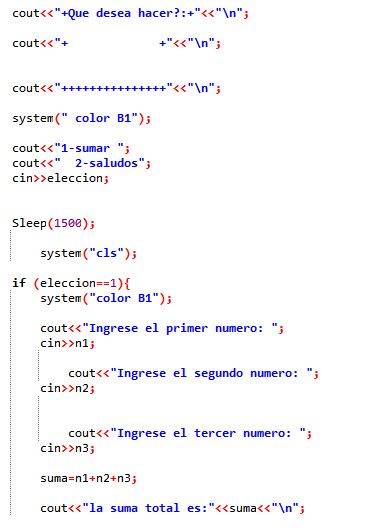 cout<<"+Que desea hacer?:+"<<"\n";
cout<<"+             +"<<"\n";
cout<<"+++++++++++++++"<<"\n";
system(" color B1");
cout<<"1-sumar ";
cout<<"  2-saludos";
cin>>eleccion;
Sleep(1500);
system("cls");
if (eleccion==1){
system("color B1");
cout<<"Ingrese el primer numero: ";
cin>>n1;
cout<<"Ingrese el segundo numero: ";
cin>>n2;
cout<<"Ingrese el tercer numero: ";
cin>>n3;
suma=n1+n2+n3;
cout<<"la suma total es:"<<suma<<"\n";